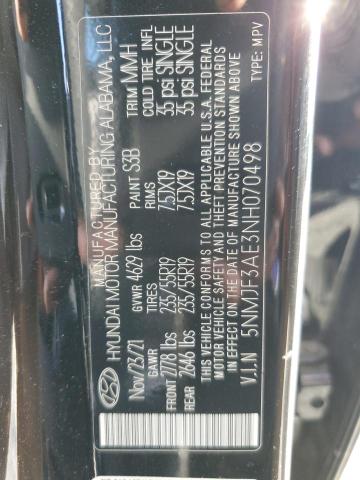 HYUNDAI MOTOR MANUFACTURING ALABAMA, LLC
Nov/23/21 GVWR 4629 lbs PAINT S3B TRIM MMH
GAWR TIRES RIMS COLD TIRE INFL
FRONT 2778 lbs 235/55R19 7.5JX19 35 psi SINGLE
REAR 2646 lbs 235/55R19 7.5JX19 35 psi SINGLE
THIS VEHICLE CONFORMS TO ALL APPLICABLE U.S.A. FEDERAL
MOTOR VEHICLE SAFETY AND THEFT PREVENTION STANDARDS
IN EFFECT ON THE DATE OF MANUFACTURE SHOWN ABOVE.
V.I.N 5NMJF3AE3NH070498 TYPE: MPV